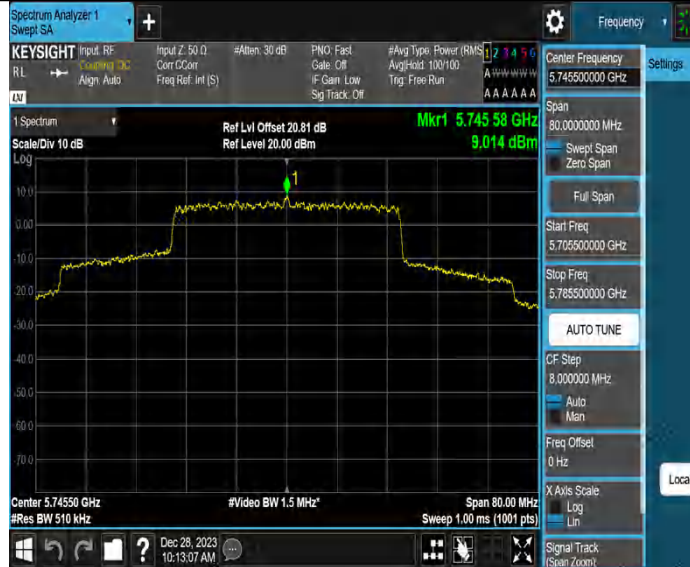 Spectrum Analyzer 1
Swept SA
+
Frequency
KEYSIGHT
RL
LXI
Input: RF
Coupling: DC
Align: Auto
Input Z: 50 Ω
Corr CCorr
Freq Ref: Int (S)
#Atten: 30 dB
PNO: Fast
Gate: Off
IF Gain: Low
Sig Track: Off
#Avg Type: Power (RMS
Avg|Hold: 100/100
Trig: Free Run
1 2 3 4 5 6
A W W W W W
A A A A A A
1 Spectrum
Scale/Div 10 dB
Log
Ref Lvl Offset 20.81 dB
Ref Level 20.00 dBm
Mkr1 5.745 58 GHz
9.014 dBm
1
10.0
0.00
-10.0
-20.0
-30.0
-40.0
-50.0
-60.0
-70.0
Center 5.74550 GHz
#Res BW 510 kHz
#Video BW 1.5 MHz*
Span 80.00 MHz
Sweep 1.00 ms (1001 pts)
?
Dec 28, 2023
10:13:07 AM
Center Frequency
5.745500000 GHz
Settings
Span
80.0000000 MHz
Swept Span
Zero Span
Full Span
Start Freq
5.705500000 GHz
Stop Freq
5.785500000 GHz
AUTO TUNE
CF Step
8.000000 MHz
Auto
Man
Freq Offset
0 Hz
X Axis Scale
Log
Lin
Loca
Signal Track
(Span Zoom)